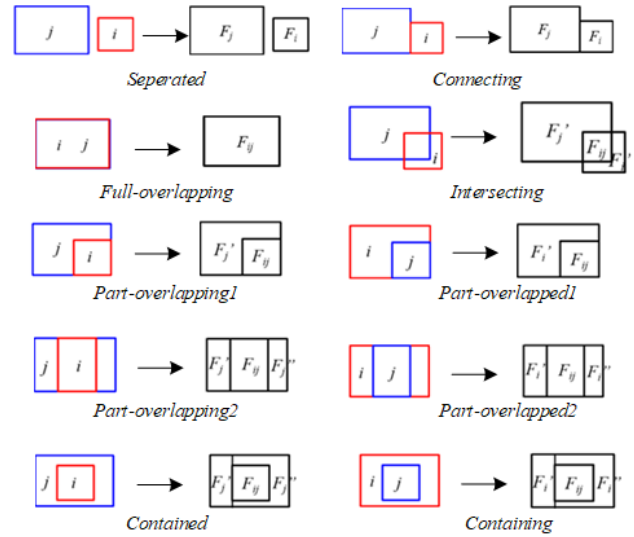 j i F_j F_i
Seperated
j i F_j F_i
Connecting
i j F_ij
Full-overlapping
j i F_j' F_ij F_i'
Intersecting
j i F_j' F_ij
Part-overlapping1
i j F_i' F_ij
Part-overlapped1
j i F_j' F_ij F_j''
Part-overlapping2
i j F_i' F_ij F_i''
Part-overlapped2
j i F_j' F_ij F_j''
Contained
i j F_i' F_ij F_i''
Containing